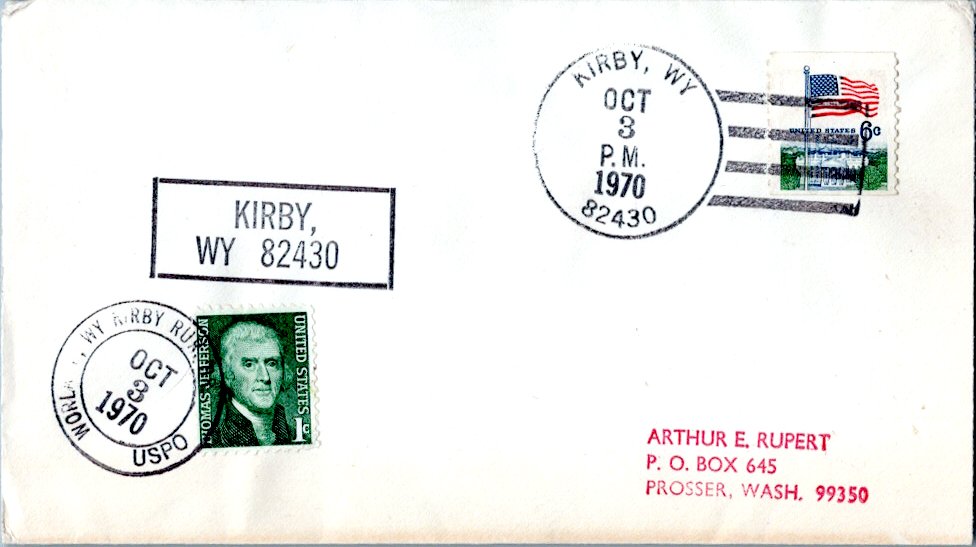 KIRBY, WY
OCT
3
P.M.
1970
82430
UNITED STATES 6c
KIRBY,
WY 82430
WY KIRBY
OCT
3
1970
USPO
THOMAS JEFFERSON
UNITED STATES
1c
ARTHUR E. RUPERT
P. O. BOX 645
PROSSER, WASH. 99350